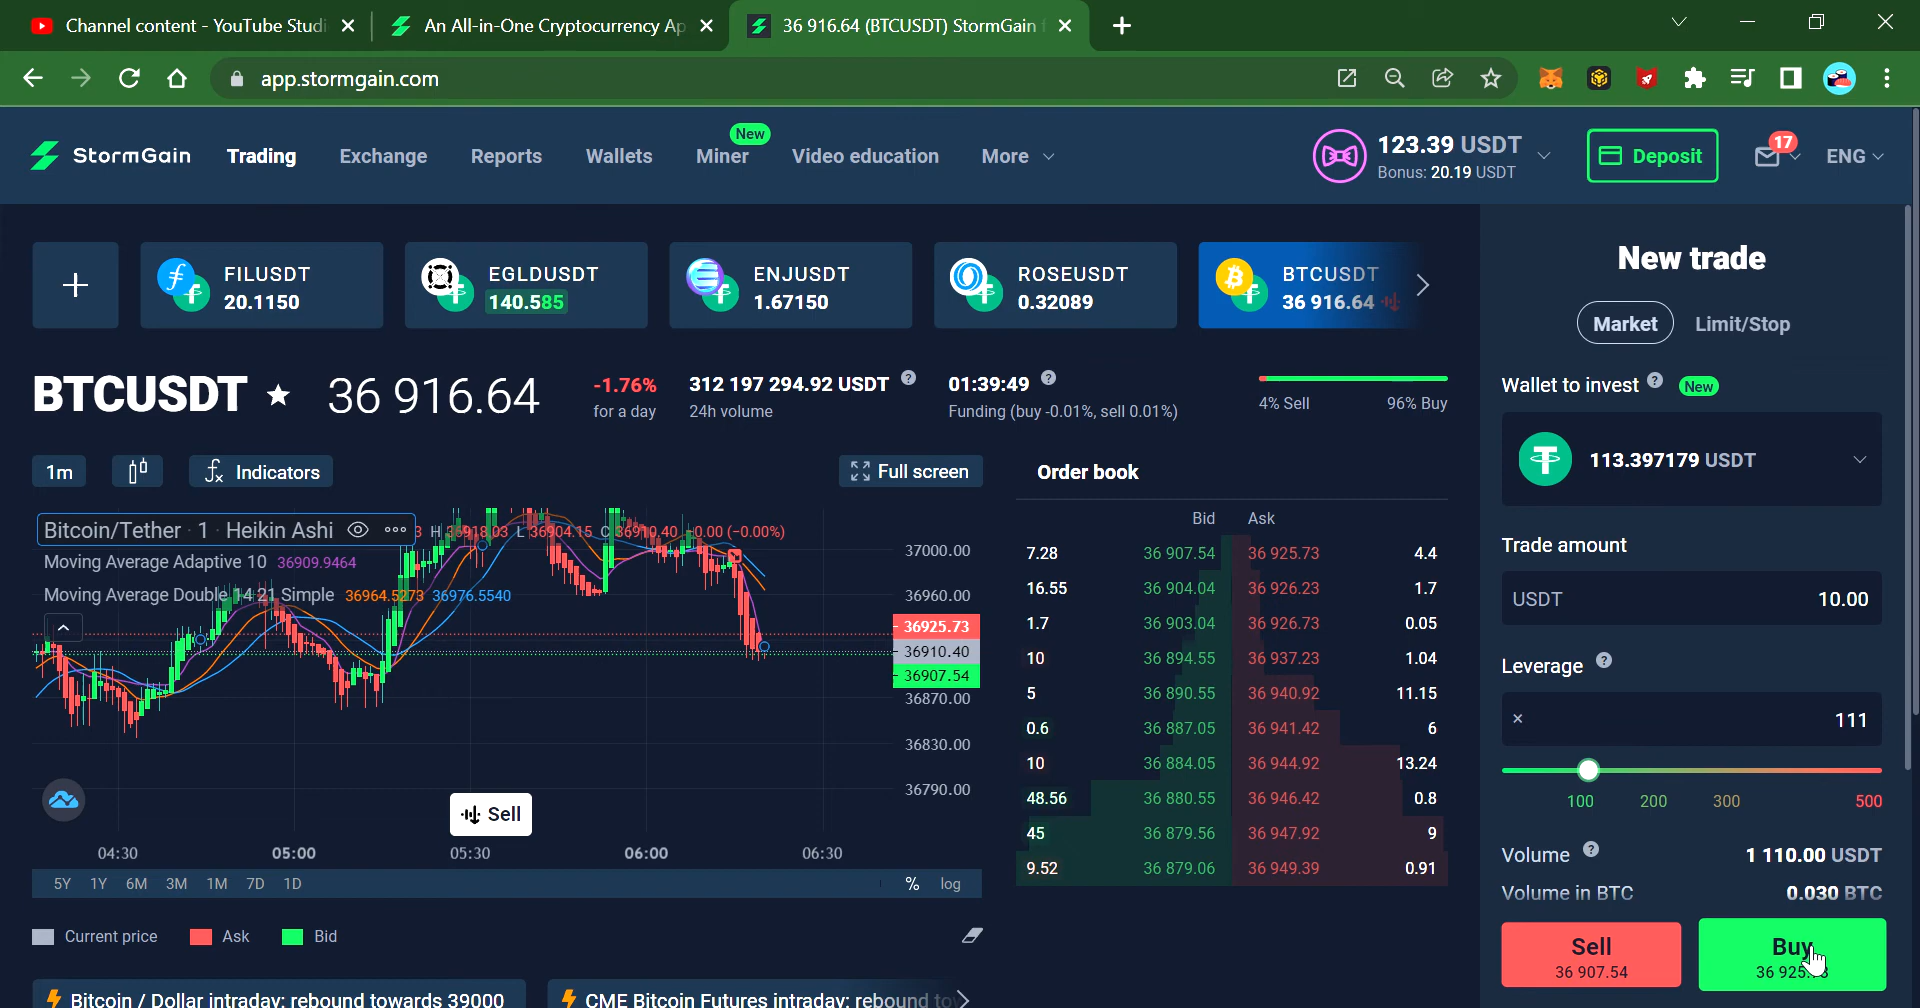 Channel content - YouTube Studi
An All-in-One Cryptocurrency Ap
36 916.64 (BTCUSDT) StormGain
app.stormgain.com
StormGain
Trading
Exchange
Reports
Wallets
Miner
New
Video education
More
123.39 USDT
Bonus: 20.19 USDT
Deposit
17
ENG
FILUSDT
20.1150
EGLDUSDT
140.585
ENJUSDT
1.67150
ROSEUSDT
0.32089
BTCUSDT
36 916.64
BTCUSDT
36 916.64
-1.76%
for a day
312 197 294.92 USDT
24h volume
01:39:49
Funding (buy -0.01%, sell 0.01%)
4% Sell
96% Buy
1m
Indicators
Full screen
Bitcoin/Tether · 1 · Heikin Ashi
3 H36918.03 L36904.15 C36910.40 -0.00 (-0.00%)
Moving Average Adaptive 10 36909.9464
Moving Average Double 14 21 Simple 36964.5273 36976.5540
37000.00
36960.00
36925.73
36910.40
36907.54
36870.00
36830.00
36790.00
Sell
04:30 05:00 05:30 06:00 06:30
5Y 1Y 6M 3M 1M 7D 1D % log
Current price Ask Bid
Bitcoin / Dollar intraday: rebound towards 39000
CME Bitcoin Futures intraday: rebound
Order book
Bid Ask
7.28 36 907.54 36 925.73 4.4
16.55 36 904.04 36 926.23 1.7
1.7 36 903.04 36 926.73 0.05
10 36 894.55 36 937.23 1.04
5 36 890.55 36 940.92 11.15
0.6 36 887.05 36 941.42 6
10 36 884.05 36 944.92 13.24
48.56 36 880.55 36 946.42 0.8
45 36 879.56 36 947.92 9
9.52 36 879.06 36 949.39 0.91
New trade
Market
Limit/Stop
Wallet to invest
New
113.397179 USDT
Trade amount
USDT 10.00
Leverage
× 111
100 200 300 500
Volume 1 110.00 USDT
Volume in BTC 0.030 BTC
Sell
36 907.54
Buy